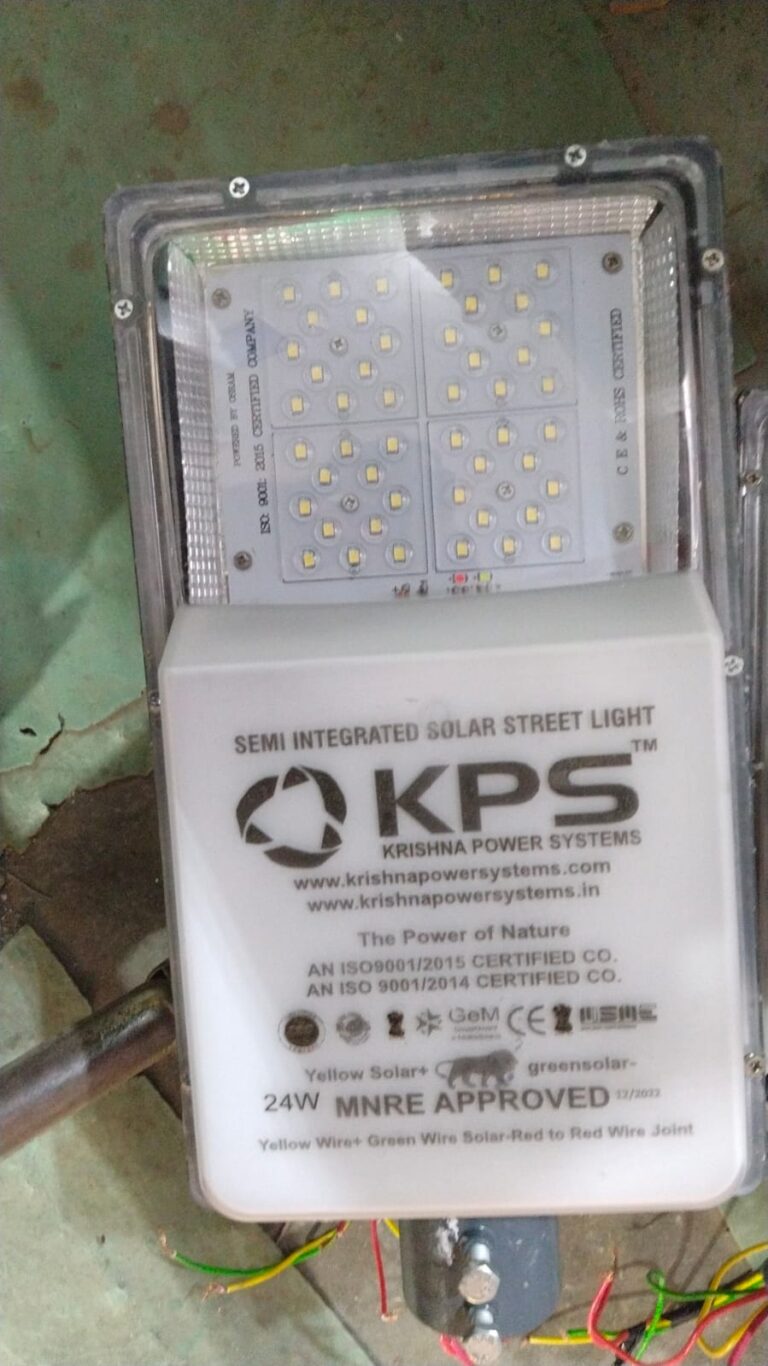 POWERED BY OSRAM
ISO: 9001: 2015 CERTIFIED COMPANY
C E & ROHS CERTIFIED
SEMI INTEGRATED SOLAR STREET LIGHT
KPS™
KRISHNA POWER SYSTEMS
www.krishnapowersystems.com
www.krishnapowersystems.in
The Power of Nature
AN ISO9001/2015 CERTIFIED CO.
AN ISO 9001/2014 CERTIFIED CO.
GeM CE MSME
Yellow Solar+ greensolar-
24W MNRE APPROVED 12/2022
Yellow Wire+ Green Wire Solar-Red to Red Wire Joint